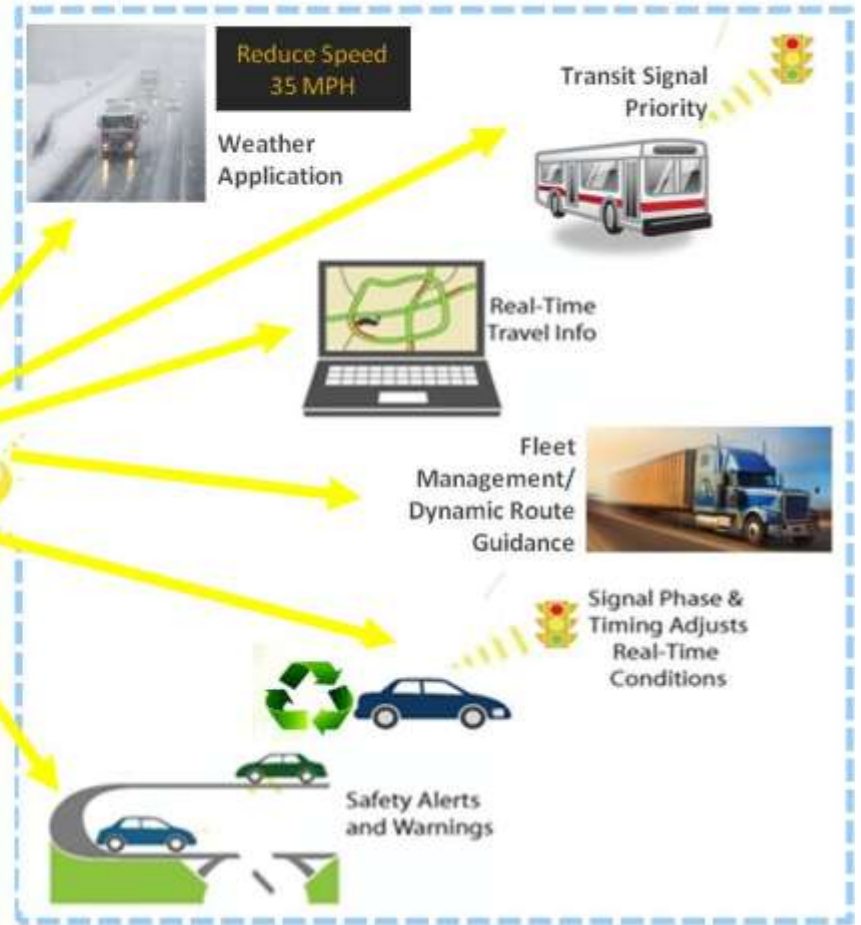 Reduce Speed
35 MPH
Weather
Application
Transit Signal
Priority
Real-Time
Travel Info
Fleet
Management/
Dynamic Route
Guidance
Signal Phase &
Timing Adjusts
Real-Time
Conditions
Safety Alerts
and Warnings